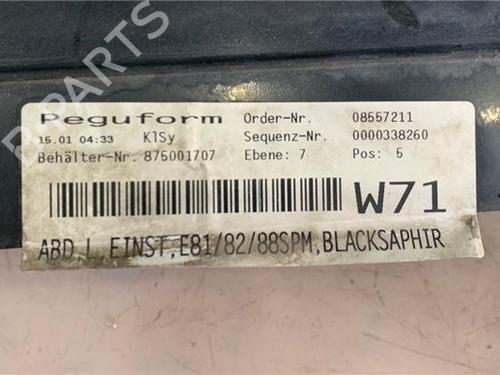 Peguform Order-Nr. 08557211
15.01 04:33 KlSy Sequenz-Nr. 0000338260
Behälter-Nr. 875001707 Ebene: 7 Pos: 5
W71
ABD,L,EINST,E81/82/88SPM,BLACKSAPHIR